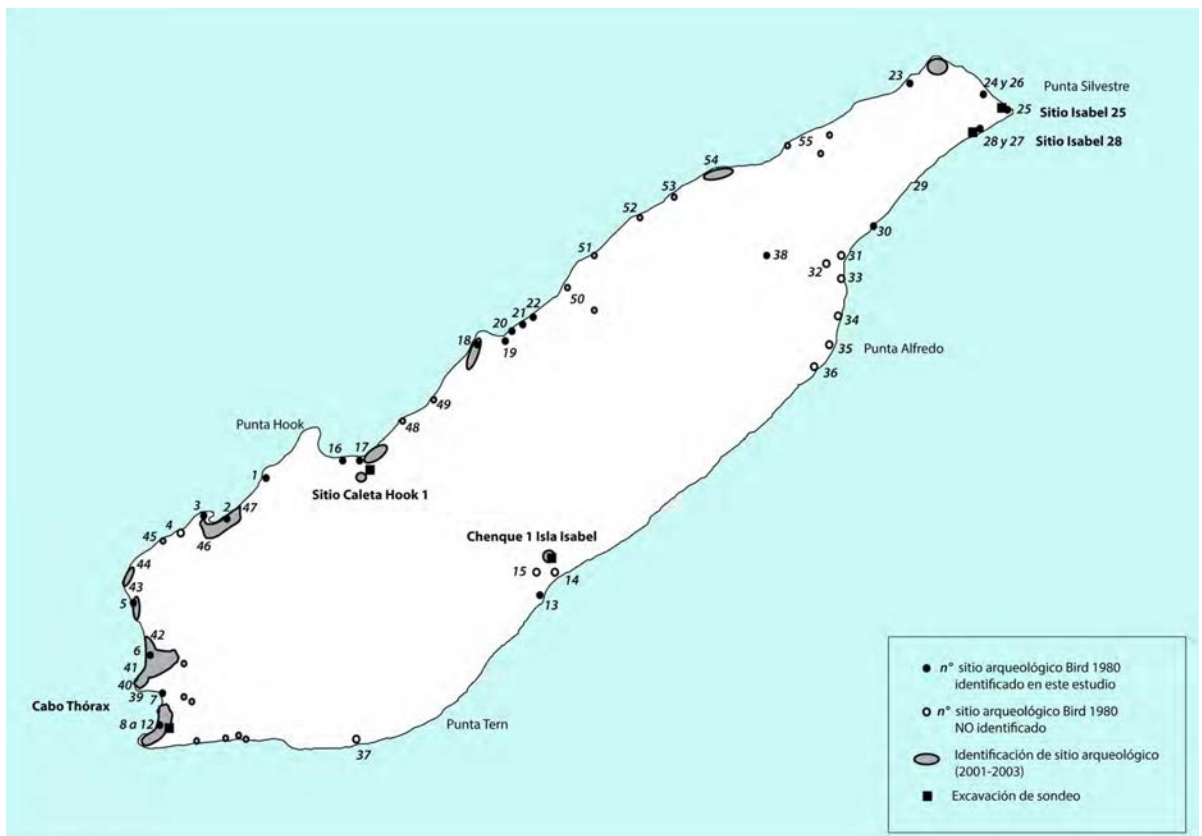 23
24 y 26
Punta Silvestre
25
Sitio Isabel 25
28 y 27
Sitio Isabel 28
55
54
29
53
52
30
51
38
31
32
33
50
22
21
20
34
18
19
35
Punta Alfredo
36
49
48
Punta Hook
16
17
1
Sitio Caleta Hook 1
3
2
47
4
45
46
Chenque 1 Isla Isabel
44
15
14
43
5
13
42
6
41
40
39
7
Cabo Thórax
8 a 12
Punta Tern
37
n° sitio arqueológico Bird 1980
identificado en este estudio
n° sitio arqueológico Bird 1980
NO identificado
Identificación de sitio arqueológico
(2001-2003)
Excavación de sondeo